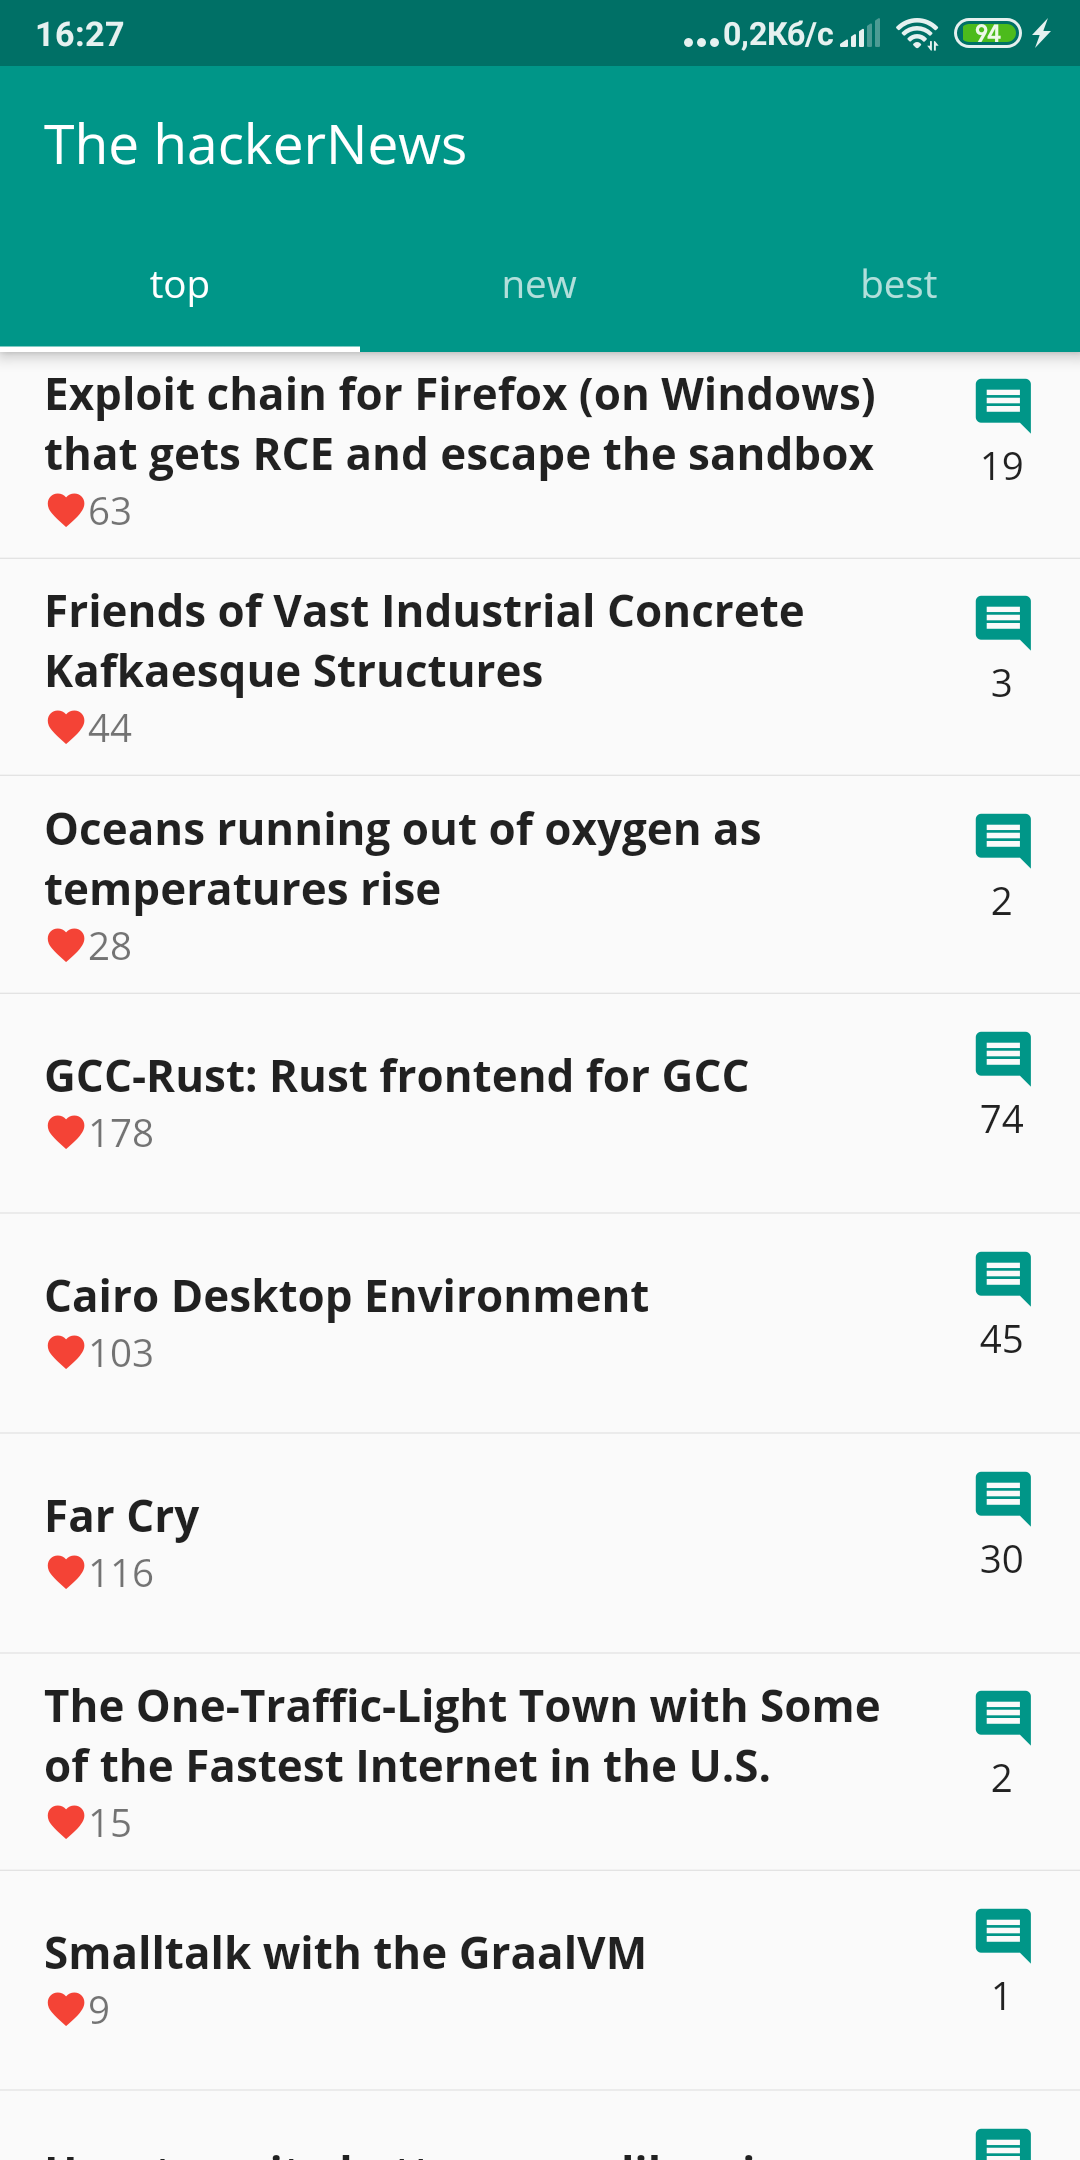 16:27
...0,2Кб/с
94
The hackerNews
top
new
best
Exploit chain for Firefox (on Windows)
that gets RCE and escape the sandbox
19
63
Friends of Vast Industrial Concrete
Kafkaesque Structures
3
44
Oceans running out of oxygen as
temperatures rise
2
28
GCC-Rust: Rust frontend for GCC
74
178
Cairo Desktop Environment
45
103
Far Cry
30
116
The One-Traffic-Light Town with Some
of the Fastest Internet in the U.S.
2
15
Smalltalk with the GraalVM
1
9